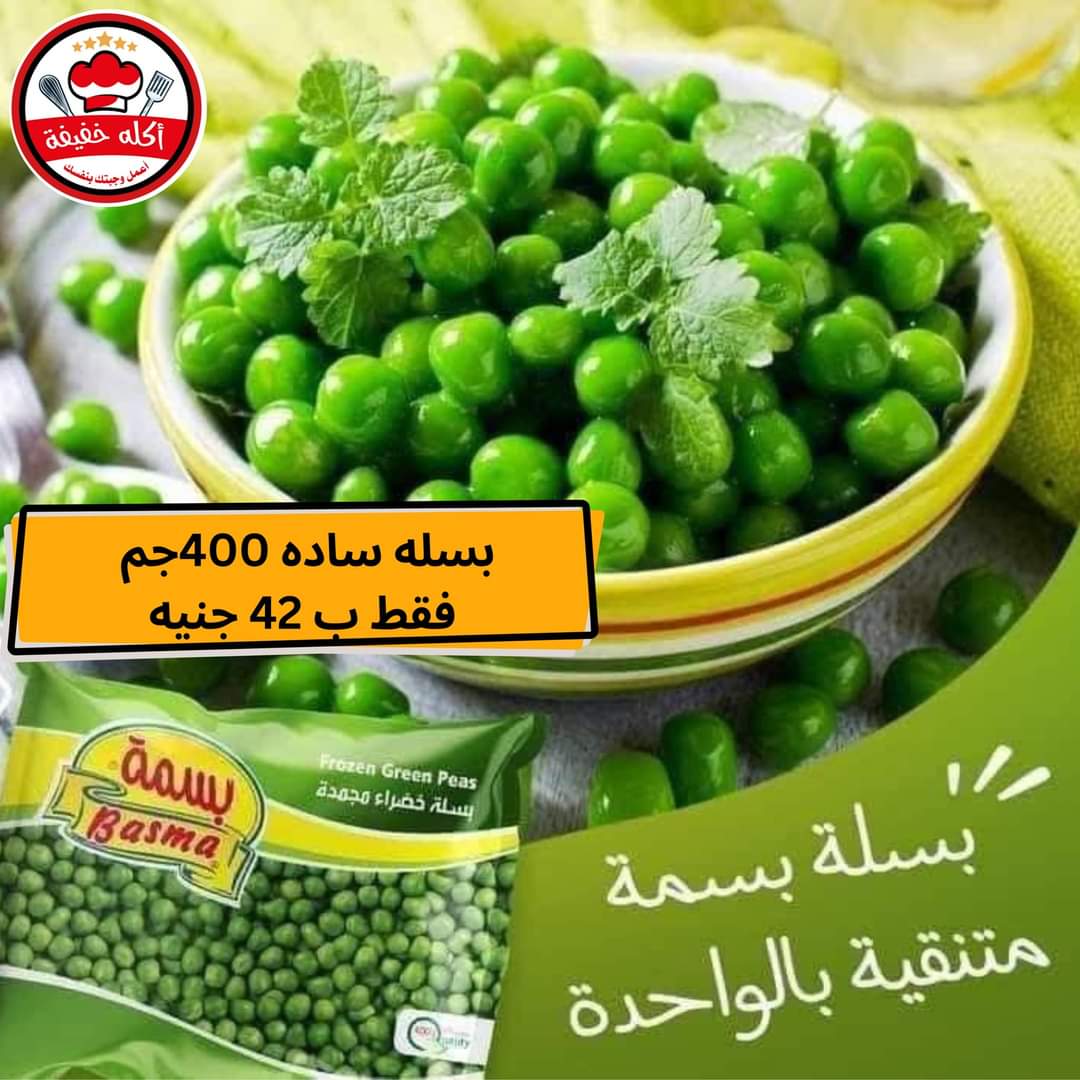 أكله خفيفة
اعمل وجبتك بنفسك
بسله ساده 400جم
فقط ب 42 جنيه
بسمة
Basma
Frozen Green Peas
بسلة خضراء مجمدة
بسلة بسمة
متنقية بالواحدة
400